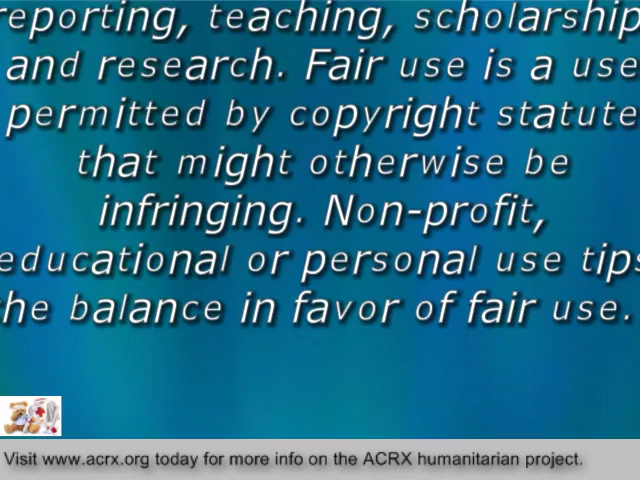 reporting, teaching, scholarship
and research. Fair use is a use
permitted by copyright statute
that might otherwise be
infringing. Non-profit,
educational or personal use tips
the balance in favor of fair use.
Visit www.acrx.org today for more info on the ACRX humanitarian project.